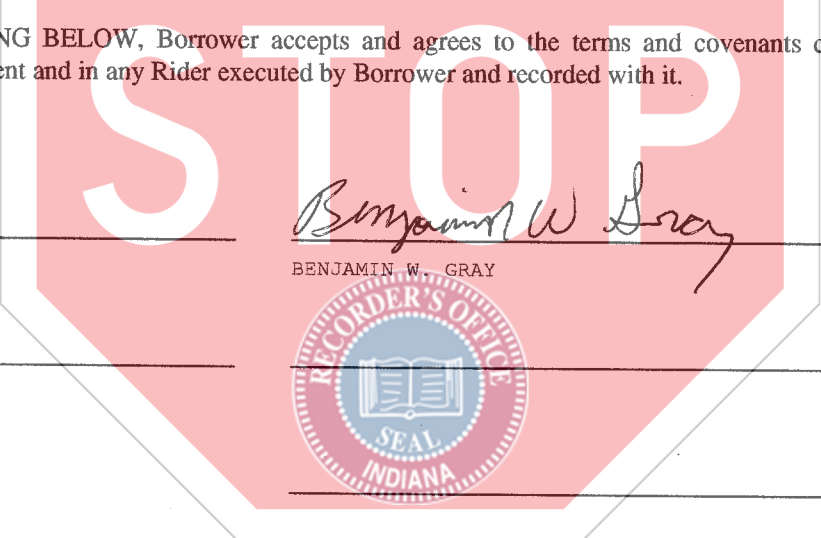 NG BELOW, Borrower accepts and agrees to the terms and covenants c
ent and in any Rider executed by Borrower and recorded with it.
STOP
Benjamin W Gray
BENJAMIN W. GRAY
RECORDER'S OFFICE
SEAL
INDIANA